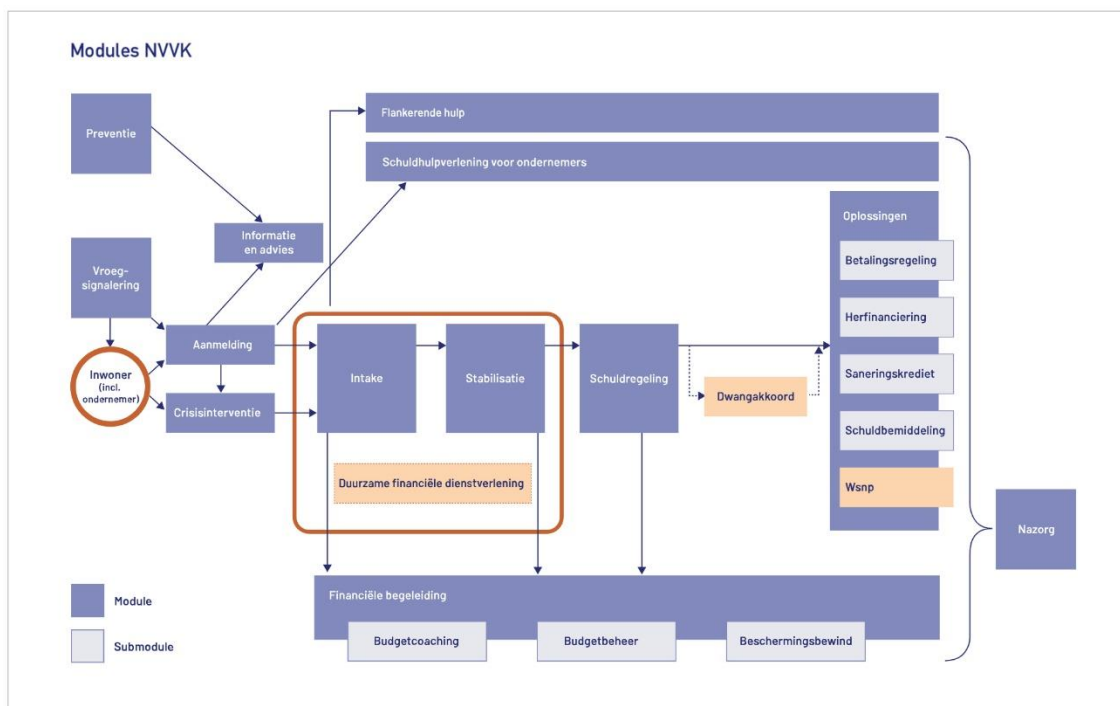 Modules NVVK
Preventie
Flankerende hulp
Schuldhulpverlening voor ondernemers
Informatie
en advies
Vroeg-
signalering
Inwoner
(incl.
ondernemer)
Aanmelding
Crisisinterventie
Intake
Stabilisatie
Duurzame financiële dienstverlening
Schuldregeling
Dwangakkoord
Oplossingen
Betalingsregeling
Herfinanciering
Saneringskrediet
Schuldbemiddeling
Wsnp
Nazorg
Financiële begeleiding
Budgetcoaching
Budgetbeheer
Beschermingsbewind
Module
Submodule